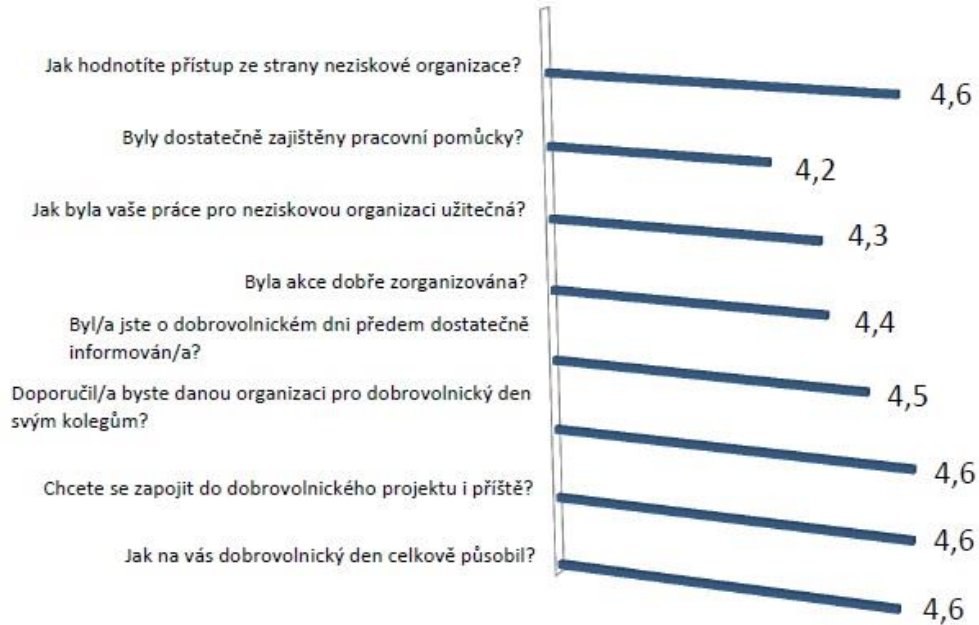 Jak hodnotíte přístup ze strany neziskové organizace?
4,6
Byly dostatečně zajištěny pracovní pomůcky?
4,2
Jak byla vaše práce pro neziskovou organizaci užitečná?
4,3
Byla akce dobře zorganizována?
4,4
Byl/a jste o dobrovolnickém dni předem dostatečně
informován/a?
4,5
Doporučil/a byste danou organizaci pro dobrovolnický den
svým kolegům?
4,6
Chcete se zapojit do dobrovolnického projektu i příště?
4,6
Jak na vás dobrovolnický den celkově působil?
4,6